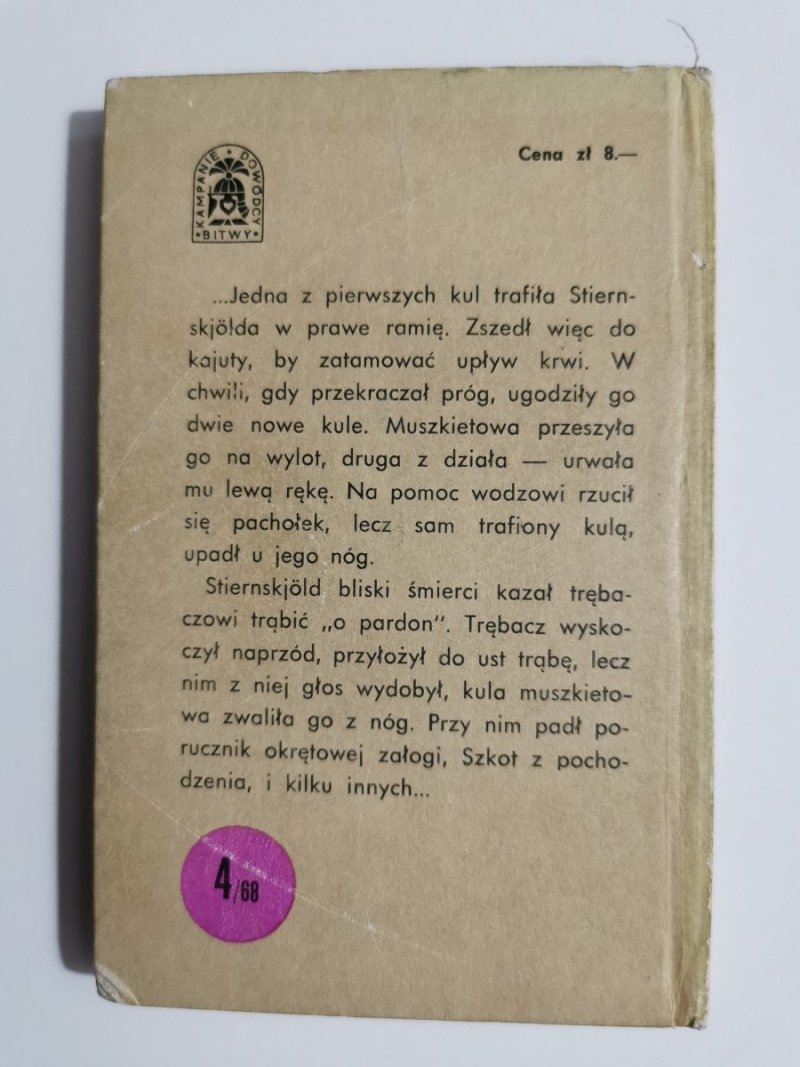 KAMPANIE • DOWÓDCY
★BITWY★
Cena zł 8.—
...Jedna z pierwszych kul trafiła Stiern-
skjölda w prawe ramię. Zszedł więc do
kajuty, by zatamować upływ krwi. W
chwili, gdy przekraczał próg, ugodziły go
dwie nowe kule. Muszkietowa przeszyła
go na wylot, druga z działa — urwała
mu lewą rękę. Na pomoc wodzowi rzucił
się pachołek, lecz sam trafiony kulą,
upadł u jego nóg.
Stiernskjöld bliski śmierci kazał tręba-
czowi trąbić „o pardon". Trębacz wysko-
czył naprzód, przyłożył do ust trąbę, lecz
nim z niej głos wydobył, kula muszkieto-
wa zwaliła go z nóg. Przy nim padł po-
rucznik okrętowej załogi, Szkot z pocho-
dzenia, i kilku innych...
4/68